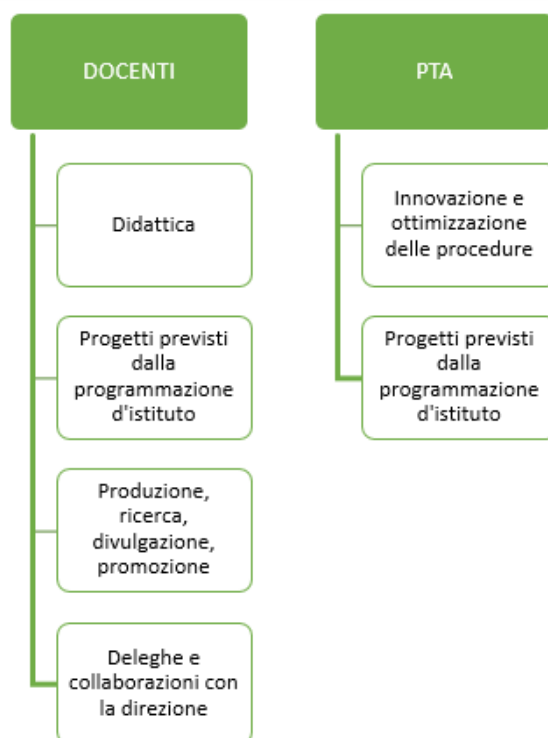 DOCENTI
Didattica
Progetti previsti
dalla
programmazione
d'istituto
Produzione,
ricerca,
divulgazione,
promozione
Deleghe e
collaborazioni con
la direzione
PTA
Innovazione e
ottimizzazione
delle procedure
Progetti previsti
dalla
programmazione
d'istituto